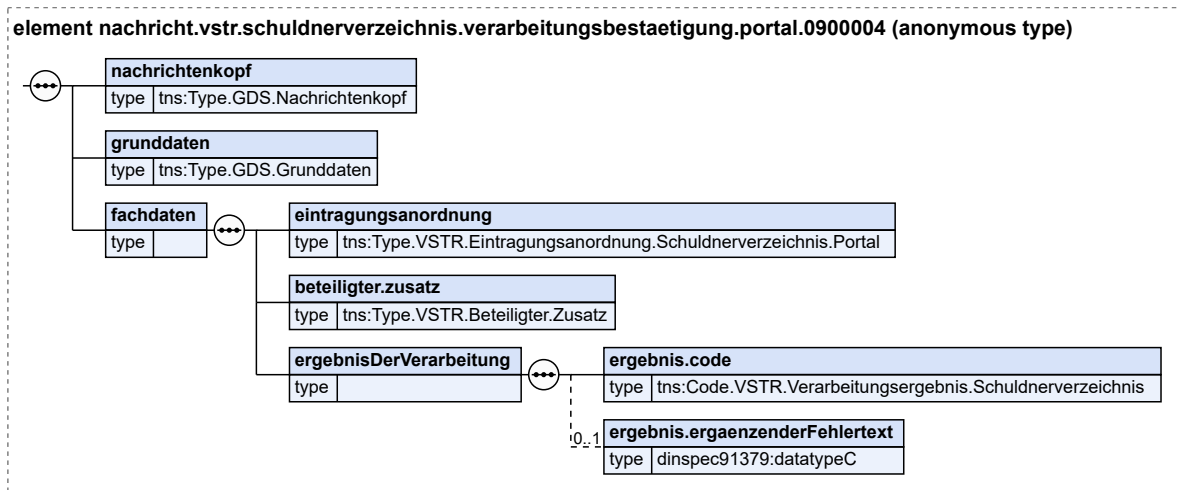 element nachricht.vstr.schuldnerverzeichnis.verarbeitungsbestaetigung.portal.0900004 (anonymous type)
nachrichtenkopf
type tns:Type.GDS.Nachrichtenkopf
grunddaten
type tns:Type.GDS.Grunddaten
fachdaten
type
eintragungsanordnung
type tns:Type.VSTR.Eintragungsanordnung.Schuldnerverzeichnis.Portal
beteiligter.zusatz
type tns:Type.VSTR.Beteiligter.Zusatz
ergebnisDerVerarbeitung
type
ergebnis.code
type tns:Code.VSTR.Verarbeitungsergebnis.Schuldnerverzeichnis
0..1
ergebnis.ergaenzenderFehlertext
type dinspec91379:datatypeC